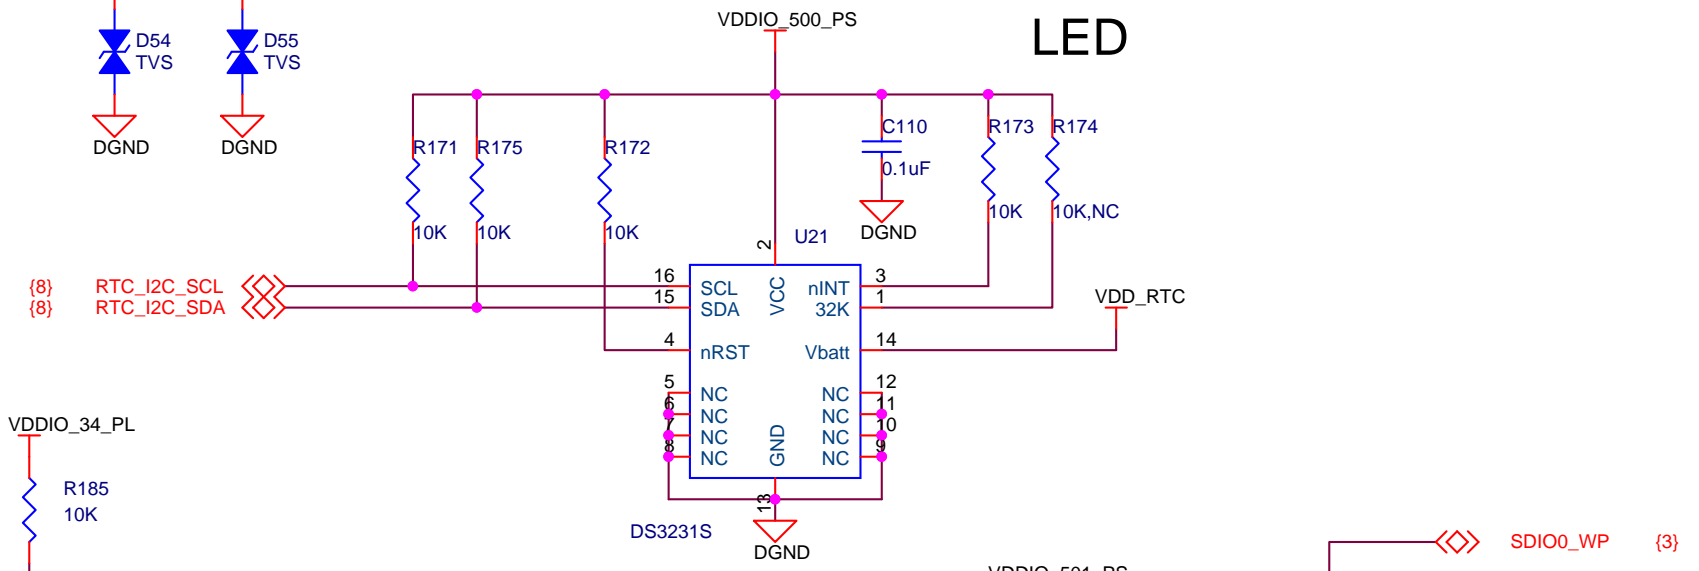 VDDIO_500_PS
LED
D54
TVS
D55
TVS
DGND
DGND
R171
R175
R172
C110
0.1uF
R173
R174
10K
10K
10K
10K
10K,NC
DGND
U21
2
{8} RTC_I2C_SCL
{8} RTC_I2C_SDA
16
15
4
5
6
7
8
SCL
SDA
nRST
NC
NC
NC
NC
VCC
GND
nINT
32K
Vbatt
NC
NC
NC
NC
3
1
14
12
11
10
9
VDD_RTC
13
DS3231S
DGND
VDDIO_34_PL
R185
10K
SDIO0_WP {3}
VDDIO_501_PS